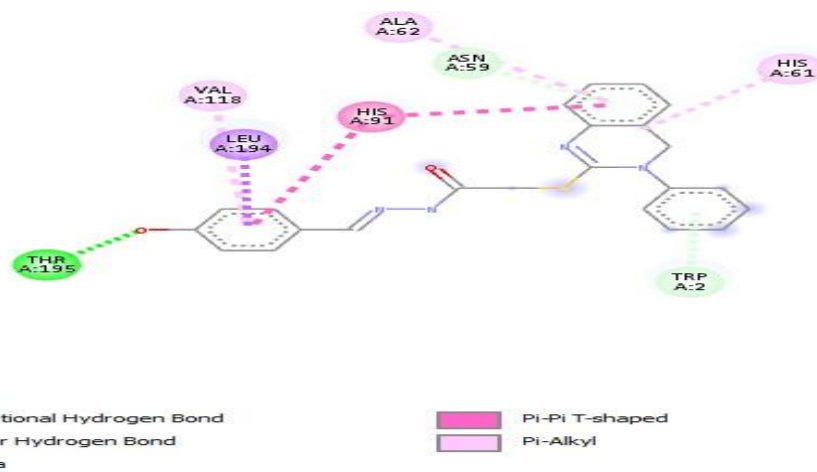 ALA
A:62
ASN
A:59
HIS
A:61
VAL
A:118
HIS
A:91
LEU
A:194
O
N
N
S
O
N
N
THR
A:195
TRP
A:2
tional Hydrogen Bond
Pi-Pi T-shaped
r Hydrogen Bond
Pi-Alkyl